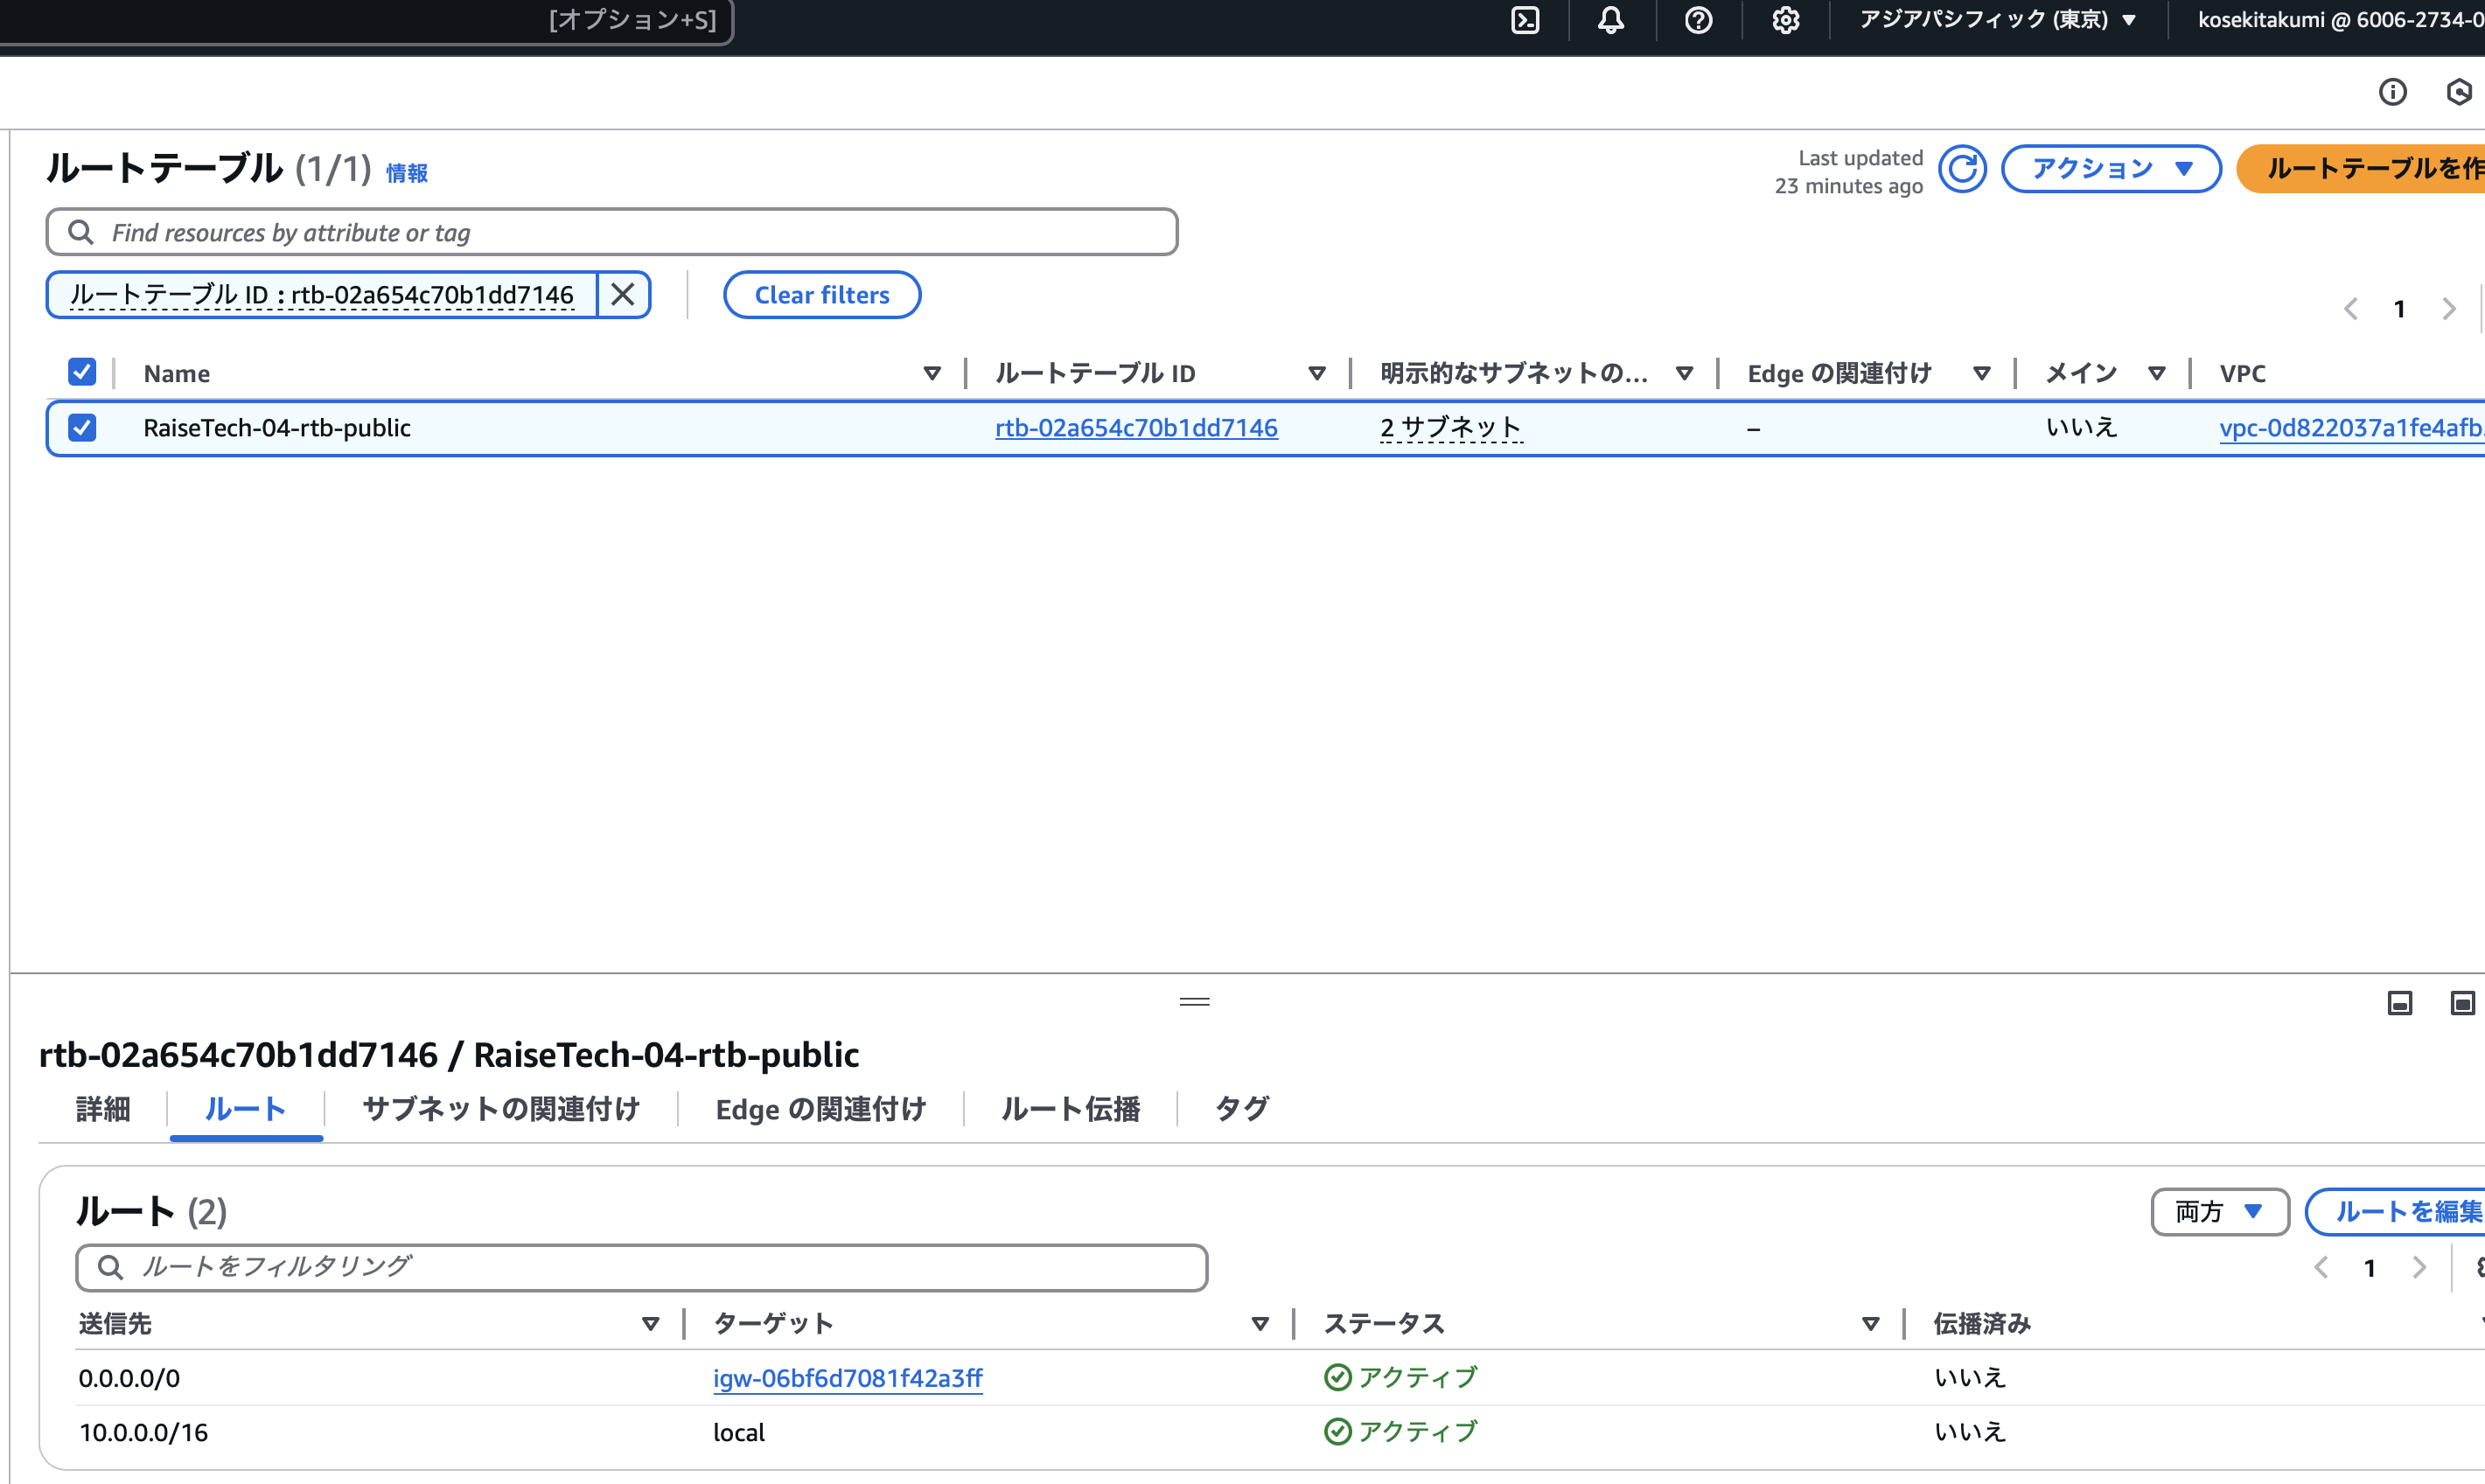 [オプション+S]
アジアパシフィック (東京) ▼
kosekitakumi @ 6006-2734-0
ルートテーブル (1/1) 情報
Last updated
23 minutes ago
アクション
ルートテーブルを作
Find resources by attribute or tag
ルートテーブル ID : rtb-02a654c70b1dd7146
Clear filters
1
Name
ルートテーブル ID
明示的なサブネットの...
Edge の関連付け
メイン
VPC
RaiseTech-04-rtb-public
rtb-02a654c70b1dd7146
2 サブネット
–
いいえ
vpc-0d822037a1fe4afb
rtb-02a654c70b1dd7146 / RaiseTech-04-rtb-public
詳細
ルート
サブネットの関連付け
Edge の関連付け
ルート伝播
タグ
ルート (2)
両方
ルートを編集
ルートをフィルタリング
1
送信先
ターゲット
ステータス
伝播済み
0.0.0.0/0
igw-06bf6d7081f42a3ff
アクティブ
いいえ
10.0.0.0/16
local
アクティブ
いいえ